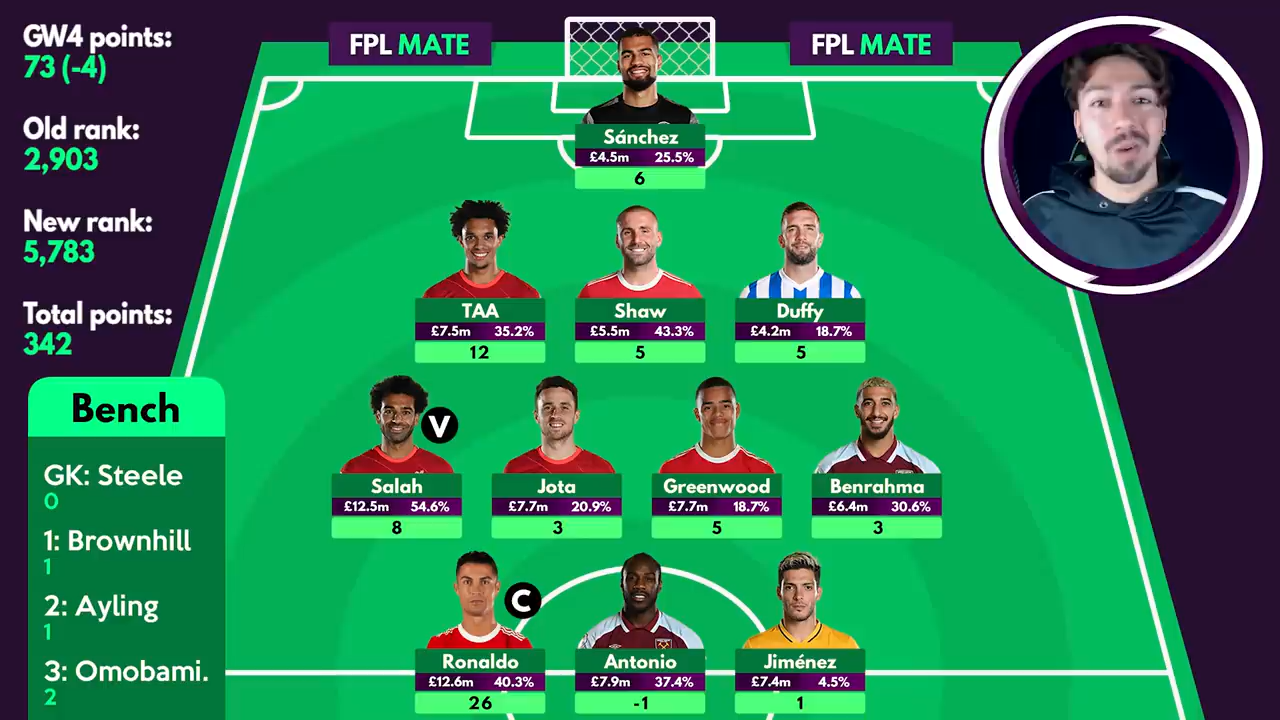 GW4 points:
73 (-4)
Old rank:
2,903
New rank:
5,783
Total points:
342
FPL MATE
FPL MATE
Sánchez
£4.5m 25.5%
6
TAA
£7.5m 35.2%
12
Shaw
£5.5m 43.3%
5
Duffy
£4.2m 18.7%
5
V
Salah
£12.5m 54.6%
8
Jota
£7.7m 20.9%
3
Greenwood
£7.7m 18.7%
5
Benrahma
£6.4m 30.6%
3
C
Ronaldo
£12.6m 40.3%
26
Antonio
£7.9m 37.4%
-1
Jiménez
£7.4m 4.5%
1
Bench
GK: Steele
0
1: Brownhill
1
2: Ayling
1
3: Omobami.
2